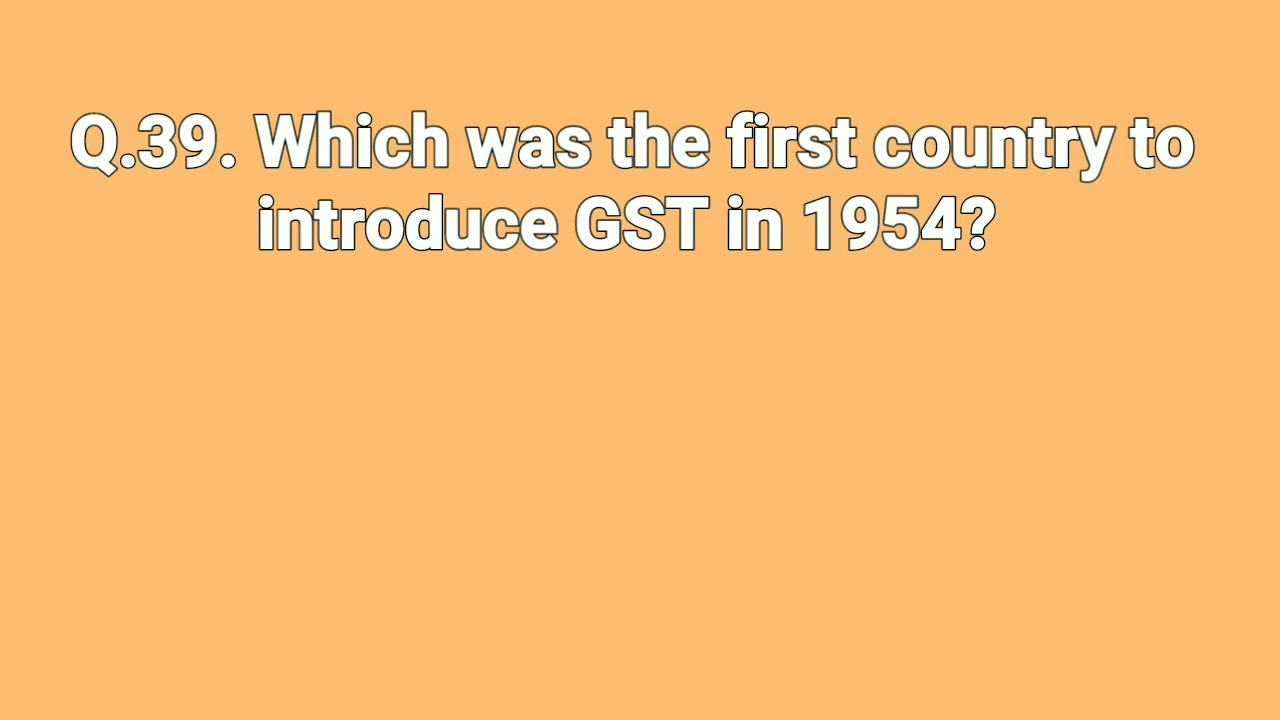 Q.39. Which was the first country to
introduce GST in 1954?